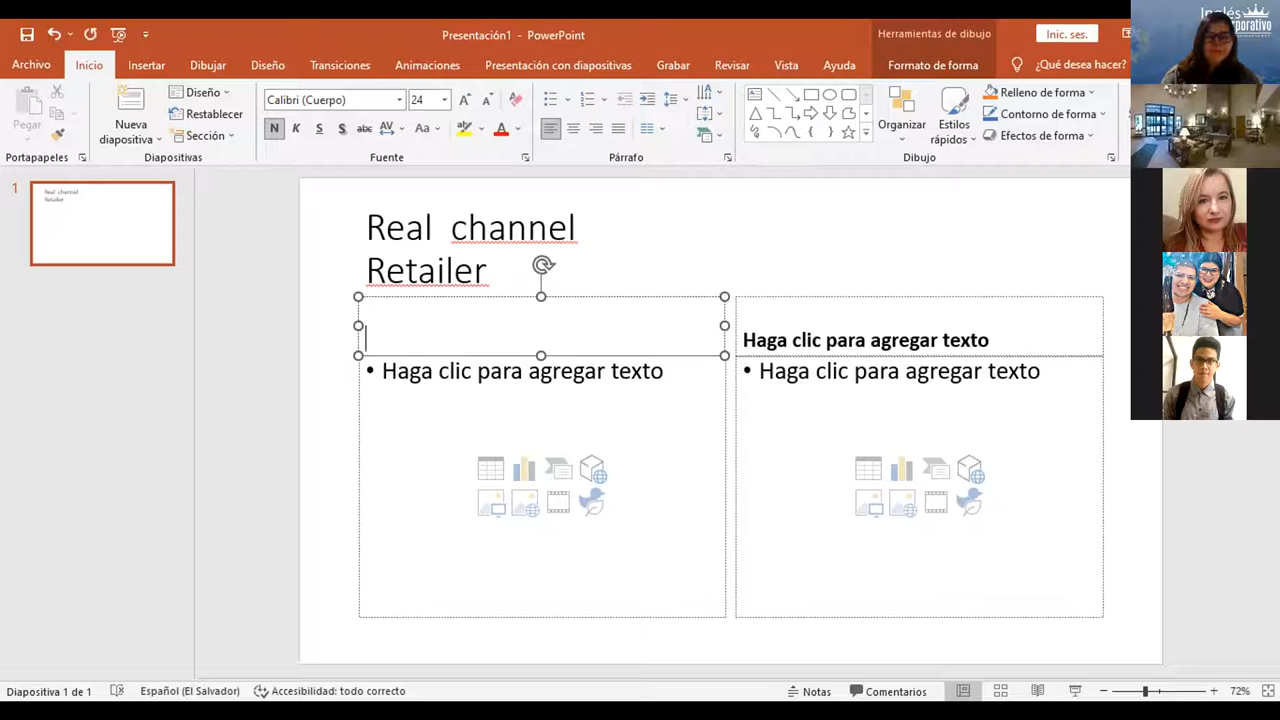 Presentación1 - PowerPoint
Herramientas de dibujo
Inic. ses.
Inglés
Archivo Inicio Insertar Dibujar Diseño Transiciones Animaciones Presentación con diapositivas Grabar Revisar Vista Ayuda Formato de forma ¿Qué desea hacer?
Pegar
Nueva diapositiva
Diseño
Restablecer
Sección
Calibri (Cuerpo) 24
N K S S abc AV Aa A
Organizar
Estilos rápidos
Relleno de forma
Contorno de forma
Efectos de forma
Portapapeles Diapositivas Fuente Párrafo Dibujo
1
Real channel
Retailer
Real channel
Retailer
Haga clic para agregar texto
• Haga clic para agregar texto
• Haga clic para agregar texto
Diapositiva 1 de 1 Español (El Salvador) Accesibilidad: todo correcto Notas Comentarios 72%